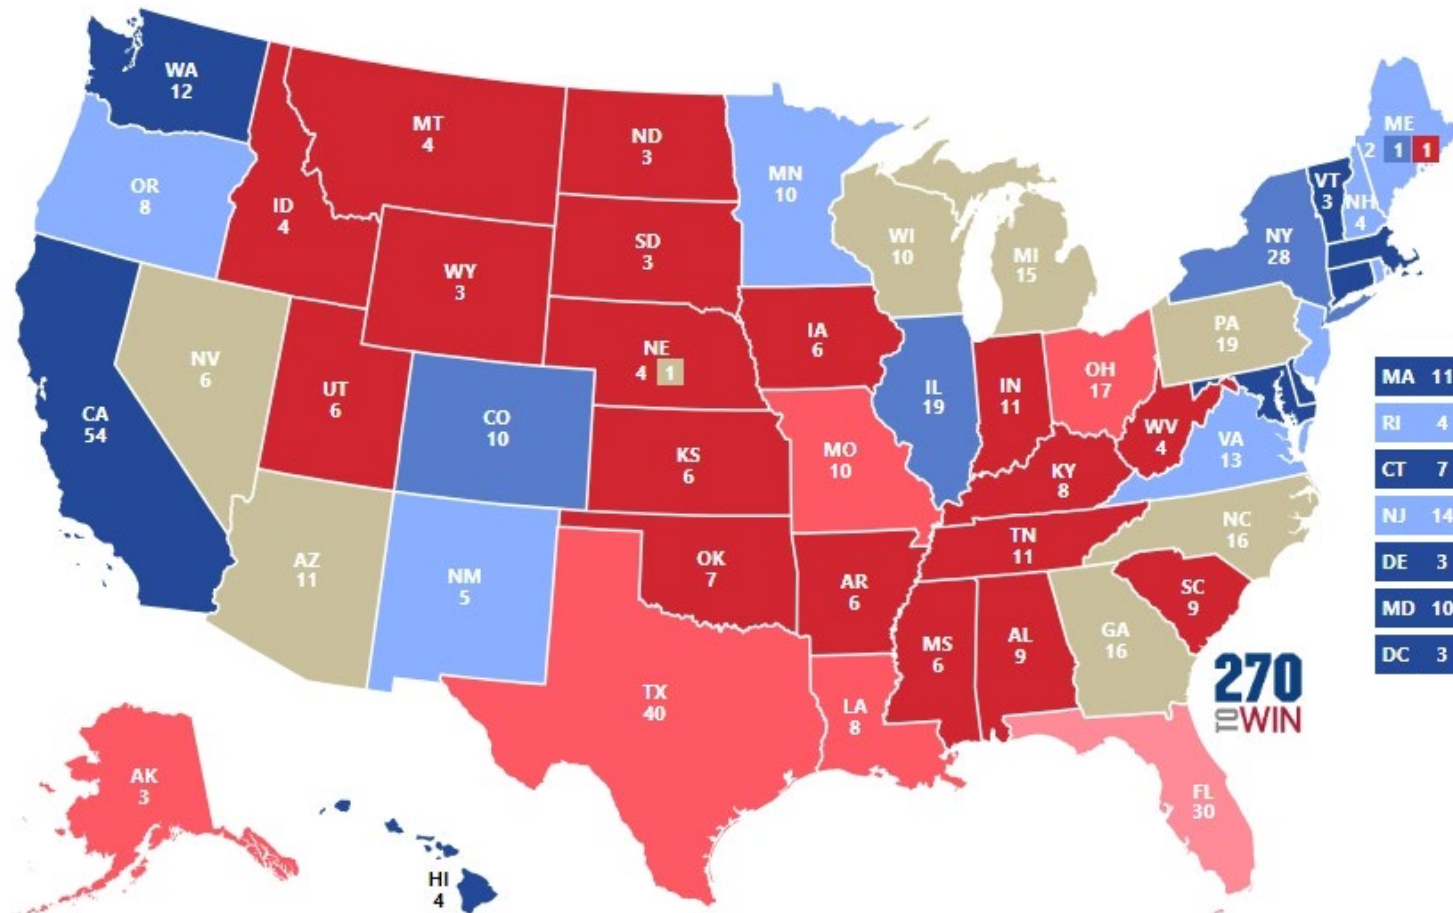 WA
12
OR
8
CA
54
NV
6
ID
4
MT
4
WY
3
UT
6
AZ
11
CO
10
NM
5
ND
3
SD
3
NE
4 1
KS
6
OK
7
TX
40
MN
10
IA
6
MO
10
AR
6
LA
8
WI
10
IL
19
MI
15
IN
11
OH
17
KY
8
TN
11
MS
6
AL
9
GA
16
FL
30
SC
9
NC
16
VA
13
WV
4
PA
19
NY
28
VT
3
NH
4
ME
2 1 1
MA 11
RI 4
CT 7
NJ 14
DE 3
MD 10
DC 3
AK
3
HI
4
270
TO WIN